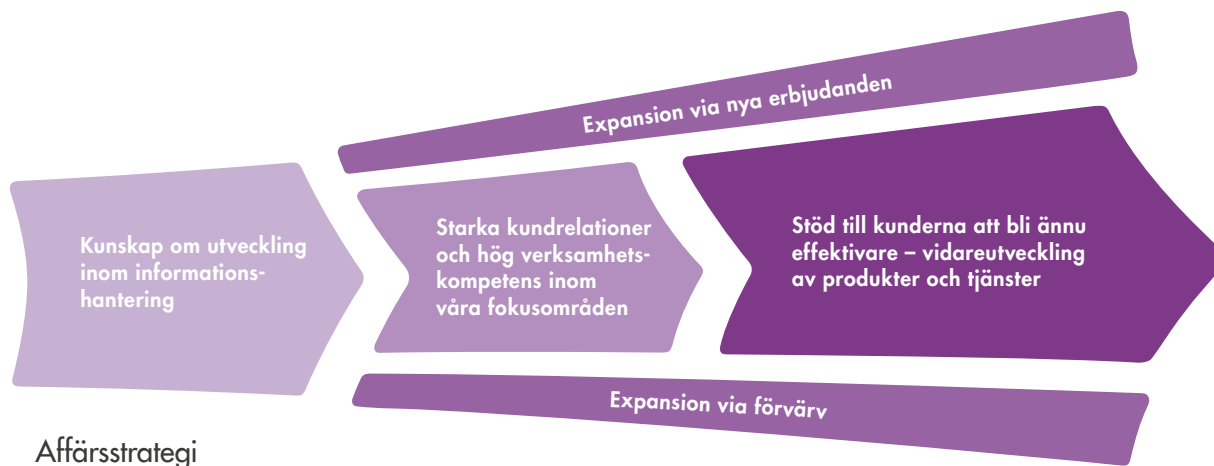 Expansion via nya erbjudanden
Kunskap om utveckling
inom informations-
hantering
Starka kundrelationer
och hög verksamhets-
kompetens inom
våra fokusområden
Stöd till kunderna att bli ännu
effektivare – vidareutveckling
av produkter och tjänster
Expansion via förvärv
Affärsstrategi